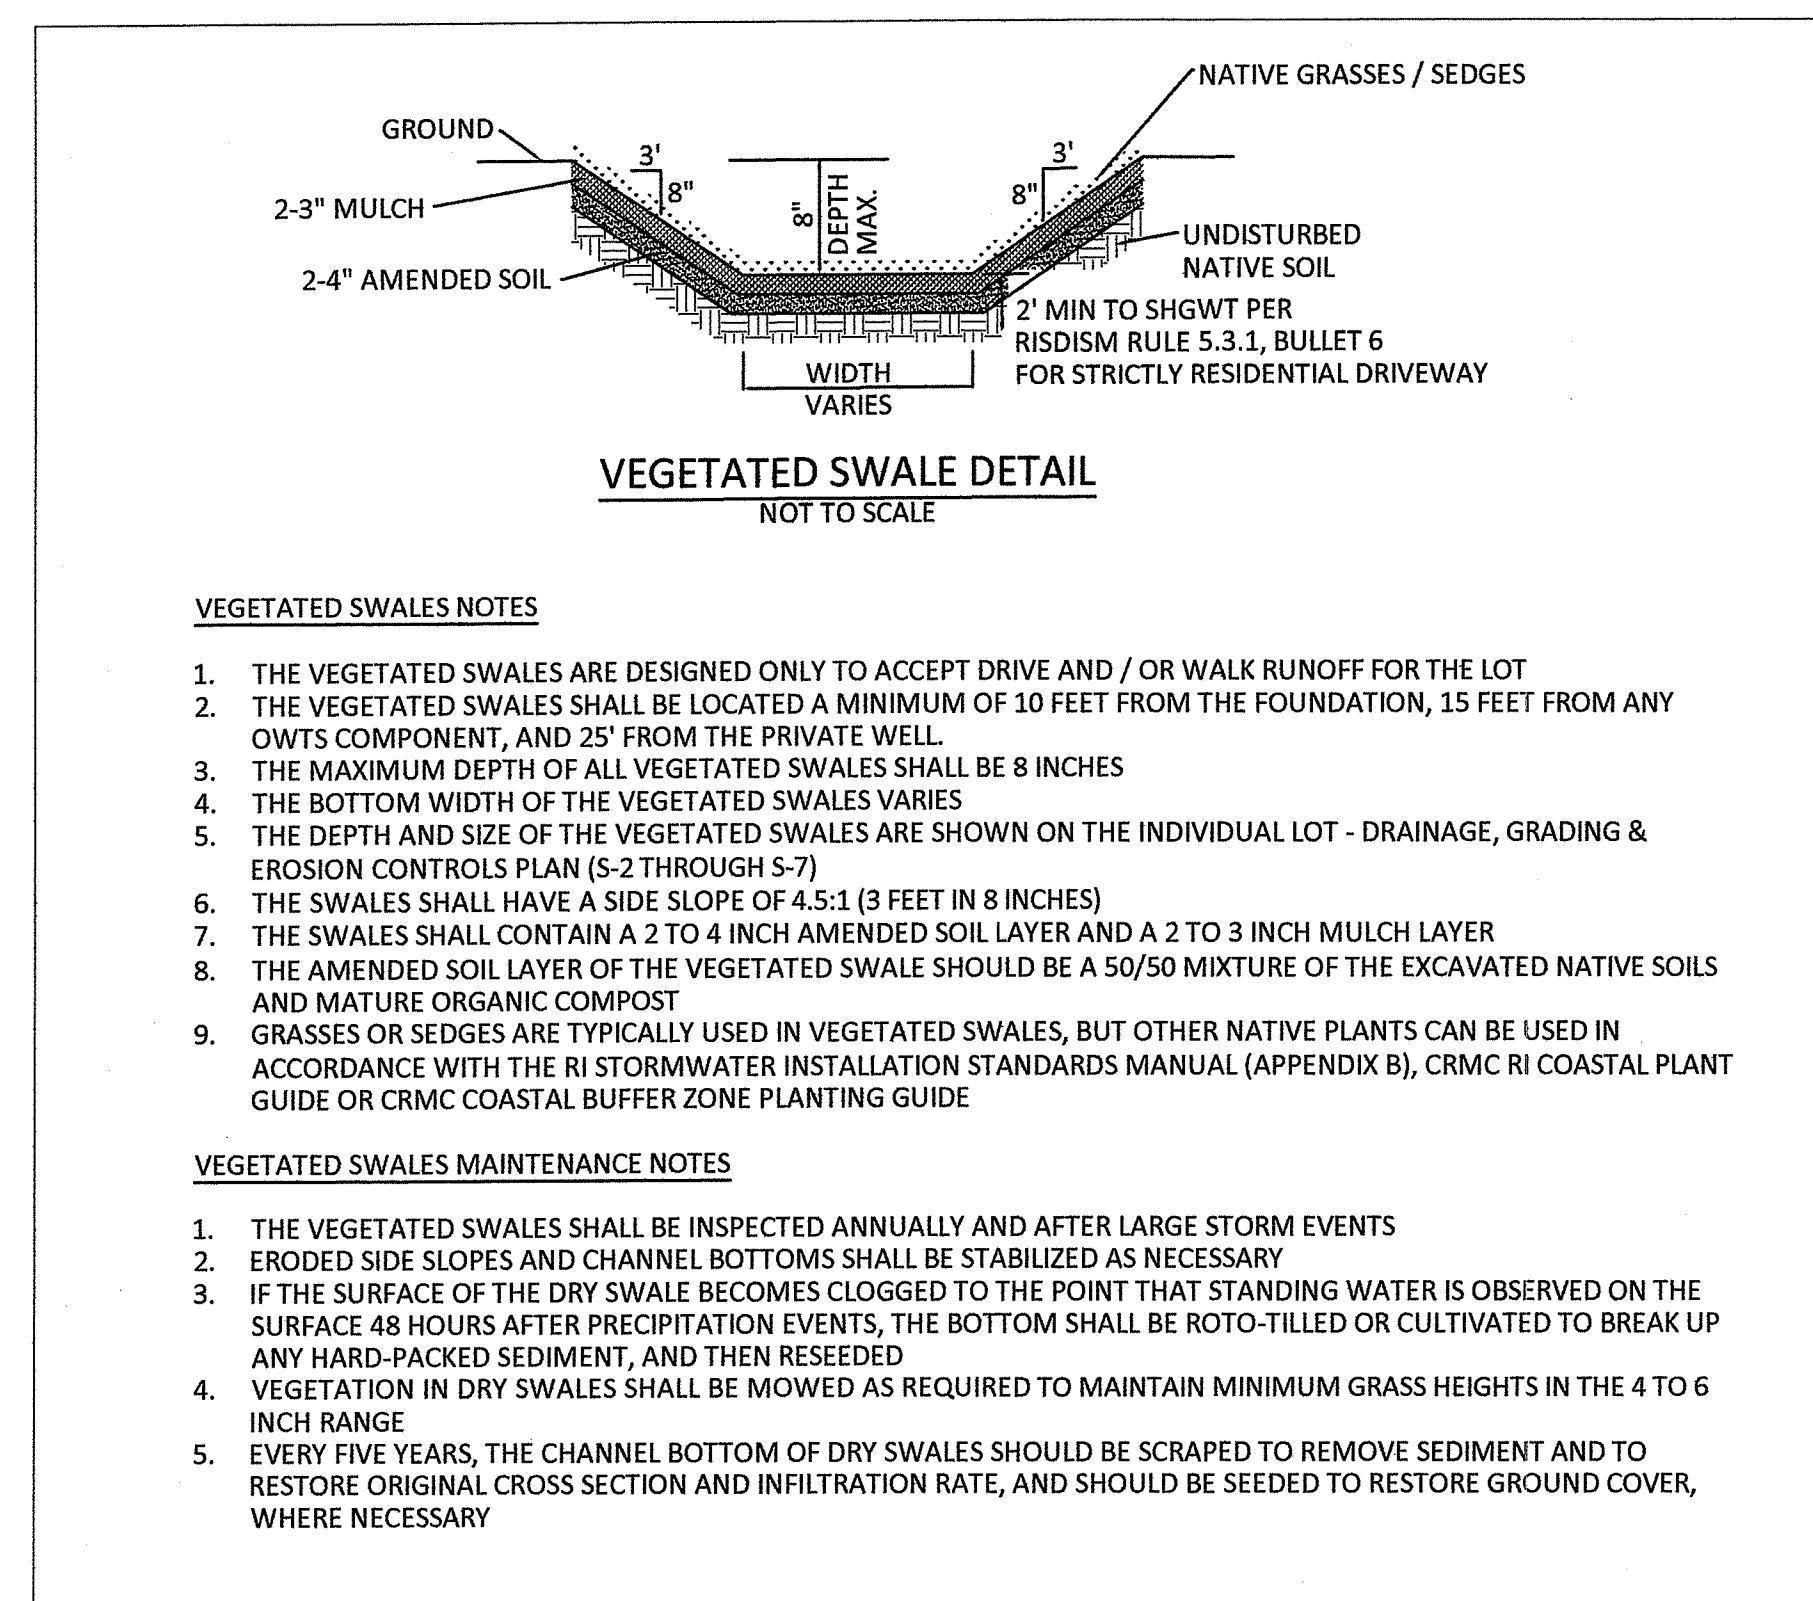 NATIVE GRASSES / SEDGES
GROUND
3'
8"
8"
DEPTH
MAX.
3'
8"
2-3" MULCH
2-4" AMENDED SOIL
UNDISTURBED
NATIVE SOIL
2' MIN TO SHGWT PER
RISDISM RULE 5.3.1, BULLET 6
FOR STRICTLY RESIDENTIAL DRIVEWAY
WIDTH
VARIES
VEGETATED SWALE DETAIL
NOT TO SCALE
VEGETATED SWALES NOTES
1. THE VEGETATED SWALES ARE DESIGNED ONLY TO ACCEPT DRIVE AND / OR WALK RUNOFF FOR THE LOT
2. THE VEGETATED SWALES SHALL BE LOCATED A MINIMUM OF 10 FEET FROM THE FOUNDATION, 15 FEET FROM ANY
OWTS COMPONENT, AND 25' FROM THE PRIVATE WELL.
3. THE MAXIMUM DEPTH OF ALL VEGETATED SWALES SHALL BE 8 INCHES
4. THE BOTTOM WIDTH OF THE VEGETATED SWALES VARIES
5. THE DEPTH AND SIZE OF THE VEGETATED SWALES ARE SHOWN ON THE INDIVIDUAL LOT - DRAINAGE, GRADING &
EROSION CONTROLS PLAN (S-2 THROUGH S-7)
6. THE SWALES SHALL HAVE A SIDE SLOPE OF 4.5:1 (3 FEET IN 8 INCHES)
7. THE SWALES SHALL CONTAIN A 2 TO 4 INCH AMENDED SOIL LAYER AND A 2 TO 3 INCH MULCH LAYER
8. THE AMENDED SOIL LAYER OF THE VEGETATED SWALE SHOULD BE A 50/50 MIXTURE OF THE EXCAVATED NATIVE SOILS
AND MATURE ORGANIC COMPOST
9. GRASSES OR SEDGES ARE TYPICALLY USED IN VEGETATED SWALES, BUT OTHER NATIVE PLANTS CAN BE USED IN
ACCORDANCE WITH THE RI STORMWATER INSTALLATION STANDARDS MANUAL (APPENDIX B), CRMC RI COASTAL PLANT
GUIDE OR CRMC COASTAL BUFFER ZONE PLANTING GUIDE
VEGETATED SWALES MAINTENANCE NOTES
1. THE VEGETATED SWALES SHALL BE INSPECTED ANNUALLY AND AFTER LARGE STORM EVENTS
2. ERODED SIDE SLOPES AND CHANNEL BOTTOMS SHALL BE STABILIZED AS NECESSARY
3. IF THE SURFACE OF THE DRY SWALE BECOMES CLOGGED TO THE POINT THAT STANDING WATER IS OBSERVED ON THE
SURFACE 48 HOURS AFTER PRECIPITATION EVENTS, THE BOTTOM SHALL BE ROTO-TILLED OR CULTIVATED TO BREAK UP
ANY HARD-PACKED SEDIMENT, AND THEN RESEEDED
4. VEGETATION IN DRY SWALES SHALL BE MOWED AS REQUIRED TO MAINTAIN MINIMUM GRASS HEIGHTS IN THE 4 TO 6
INCH RANGE
5. EVERY FIVE YEARS, THE CHANNEL BOTTOM OF DRY SWALES SHOULD BE SCRAPED TO REMOVE SEDIMENT AND TO
RESTORE ORIGINAL CROSS SECTION AND INFILTRATION RATE, AND SHOULD BE SEEDED TO RESTORE GROUND COVER,
WHERE NECESSARY